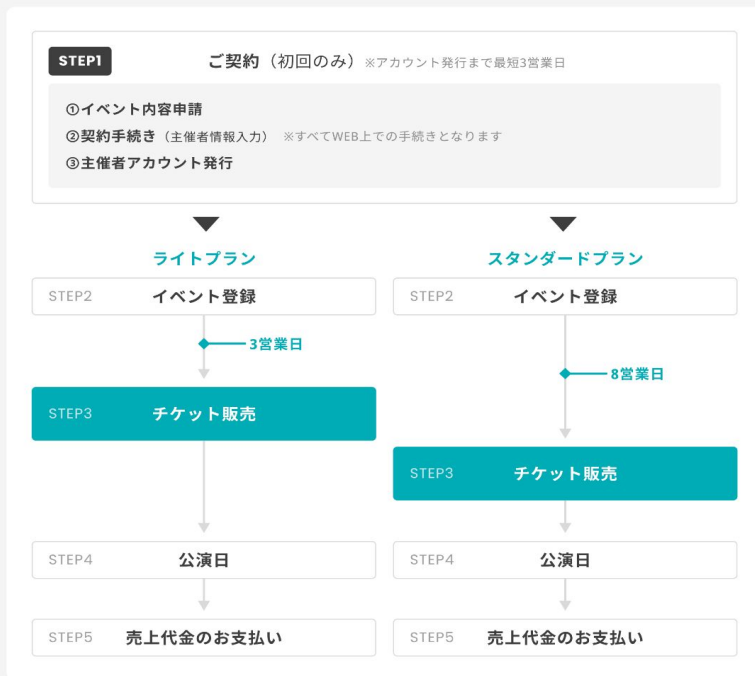 STEP1 ご契約（初回のみ）※アカウント発行まで最短3営業日
①イベント内容申請
②契約手続き（主催者情報入力） ※すべてWEB上での手続きとなります
③主催者アカウント発行
ライトプラン
STEP2 イベント登録
3営業日
STEP3 チケット販売
STEP4 公演日
STEP5 売上代金のお支払い
スタンダードプラン
STEP2 イベント登録
8営業日
STEP3 チケット販売
STEP4 公演日
STEP5 売上代金のお支払い